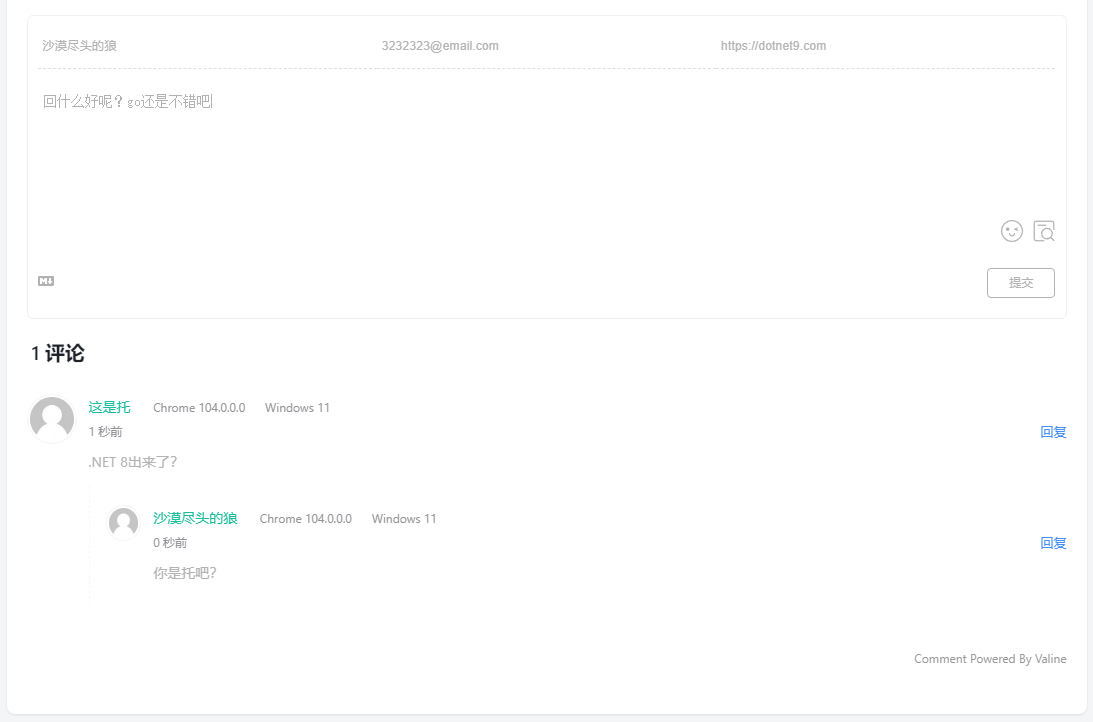 沙漠尽头的狼 3232323@email.com https://dotnet9.com
回什么好呢？go还是不错吧
M↓
提交
1 评论
这是托 Chrome 104.0.0.0 Windows 11
1 秒前 回复
.NET 8出来了？
沙漠尽头的狼 Chrome 104.0.0.0 Windows 11
0 秒前 回复
你是托吧？
Comment Powered By Valine